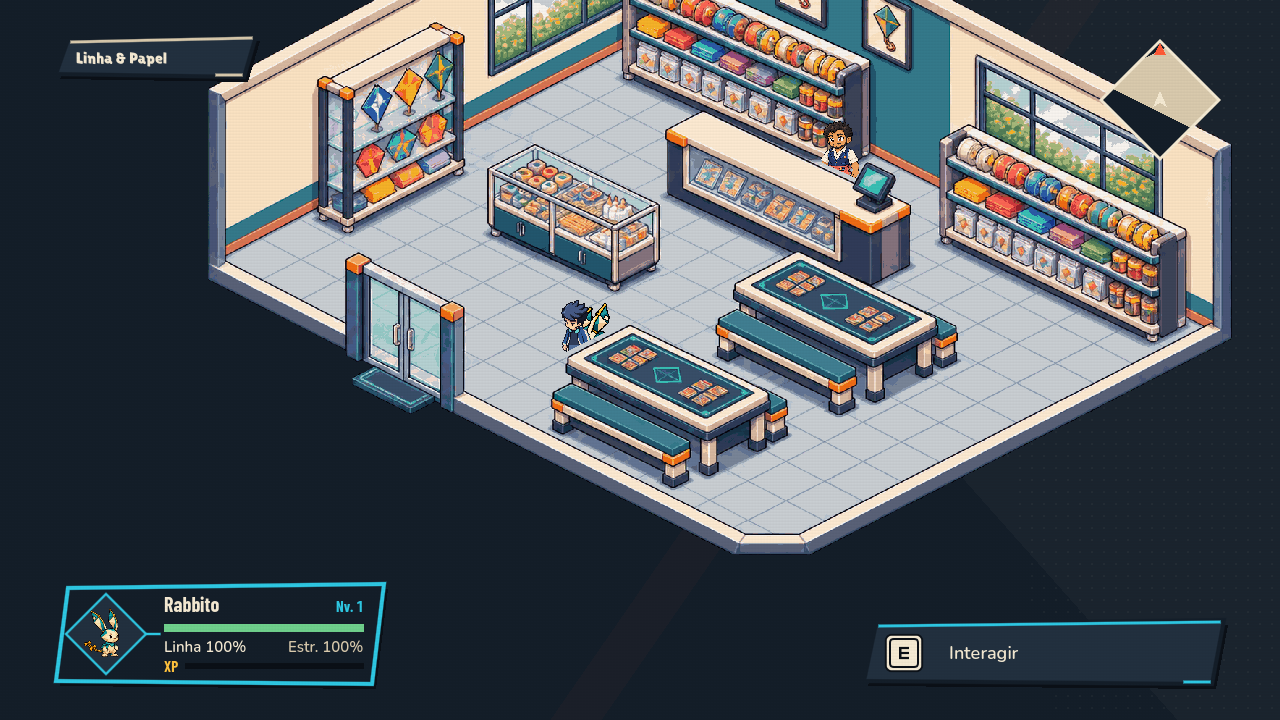 Linha & Papel
Rabbito
Nv. 1
Linha 100%
Estr. 100%
XP
E
Interagir